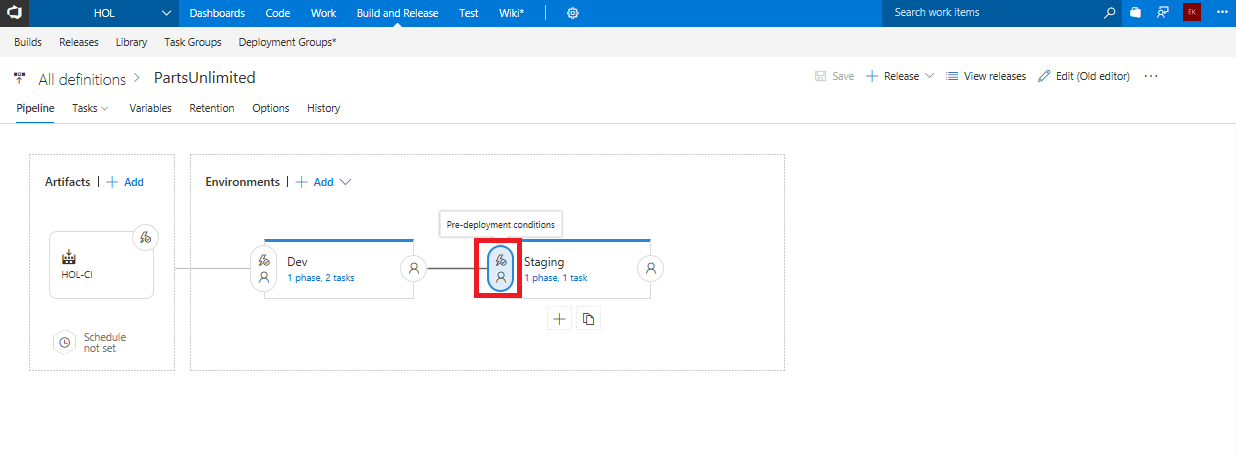 HOL Dashboards Code Work Build and Release Test Wiki* Search work items EK
Builds Releases Library Task Groups Deployment Groups*
All definitions > PartsUnlimited Save + Release View releases Edit (Old editor) ...
Pipeline Tasks Variables Retention Options History
Artifacts | + Add Environments | + Add
Pre-deployment conditions
HOL-CI
Dev
1 phase, 2 tasks
Staging
1 phase, 1 task
Schedule
not set